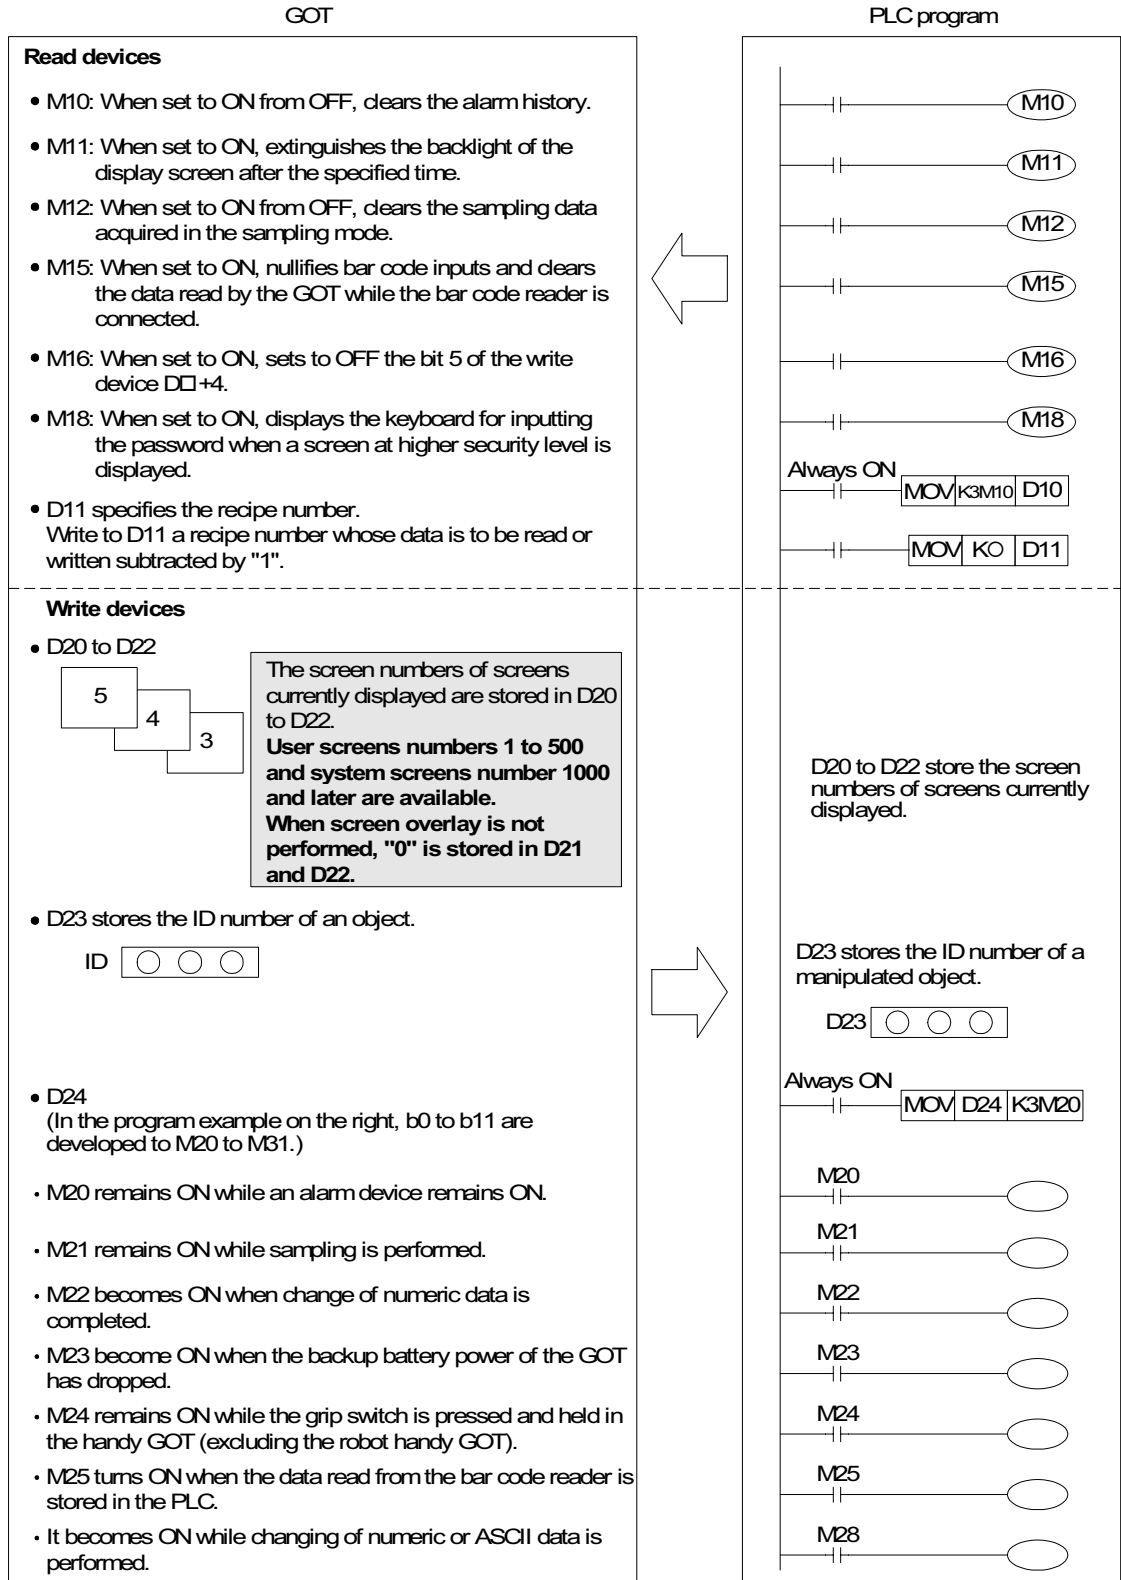 GOT
PLC program
Read devices
• M10: When set to ON from OFF, clears the alarm history.
• M11: When set to ON, extinguishes the backlight of the
display screen after the specified time.
• M12: When set to ON from OFF, clears the sampling data
acquired in the sampling mode.
• M15: When set to ON, nullifies bar code inputs and clears
the data read by the GOT while the bar code reader is
connected.
• M16: When set to ON, sets to OFF the bit 5 of the write
device D□+4.
• M18: When set to ON, displays the keyboard for inputting
the password when a screen at higher security level is
displayed.
• D11 specifies the recipe number.
Write to D11 a recipe number whose data is to be read or
written subtracted by "1".
M10
M11
M12
M15
M16
M18
Always ON
MOV K3M10 D10
MOV K○ D11
Write devices
• D20 to D22
5
4
3
The screen numbers of screens
currently displayed are stored in D20
to D22.
User screens numbers 1 to 500
and system screens number 1000
and later are available.
When screen overlay is not
performed, "0" is stored in D21
and D22.
• D23 stores the ID number of an object.
ID ○ ○ ○
• D24
(In the program example on the right, b0 to b11 are
developed to M20 to M31.)
• M20 remains ON while an alarm device remains ON.
• M21 remains ON while sampling is performed.
• M22 becomes ON when change of numeric data is
completed.
• M23 become ON when the backup battery power of the GOT
has dropped.
• M24 remains ON while the grip switch is pressed and held in
the handy GOT (excluding the robot handy GOT).
• M25 turns ON when the data read from the bar code reader is
stored in the PLC.
• It becomes ON while changing of numeric or ASCII data is
performed.
D20 to D22 store the screen
numbers of screens currently
displayed.
D23 stores the ID number of a
manipulated object.
D23 ○ ○ ○
Always ON
MOV D24 K3M20
M20
M21
M22
M23
M24
M25
M28